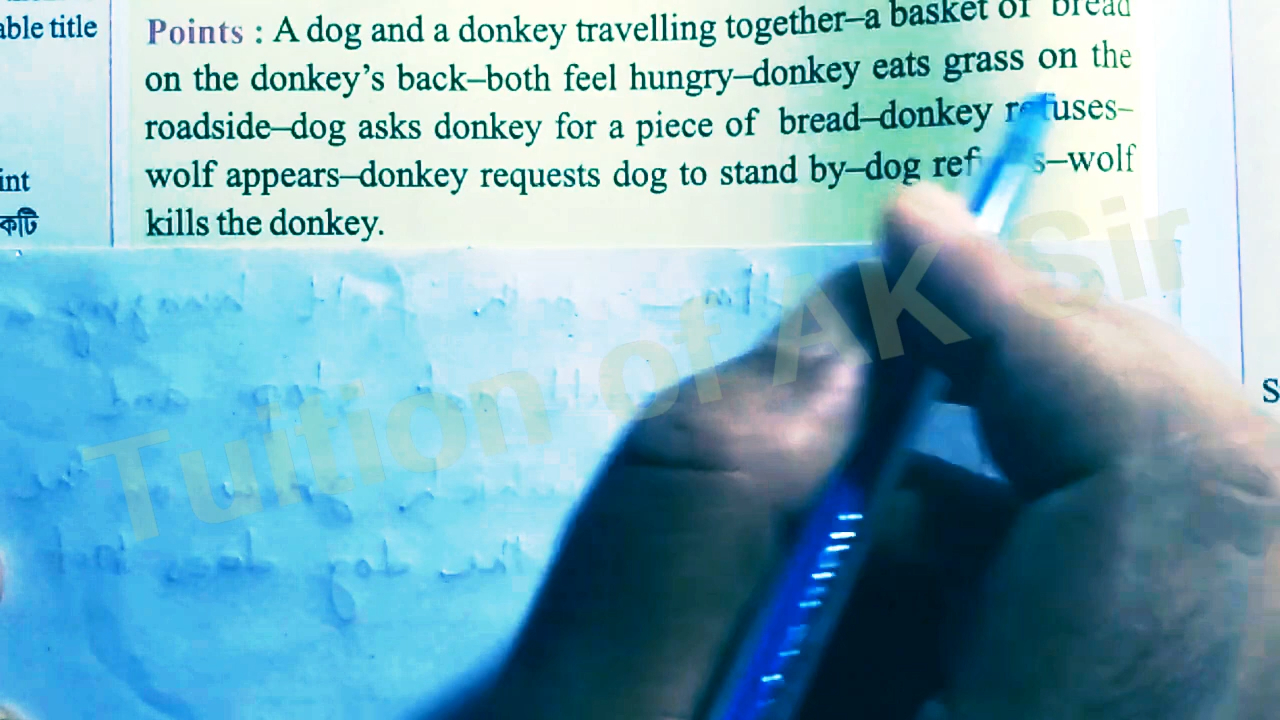 able title
Points : A dog and a donkey travelling together–a basket of bread
on the donkey's back–both feel hungry–donkey eats grass on the
roadside–dog asks donkey for a piece of bread–donkey refuses–
int
wolf appears–donkey requests dog to stand by–dog ref s–wolf
কটি
kills the donkey.
Tuition of AK Sir
S